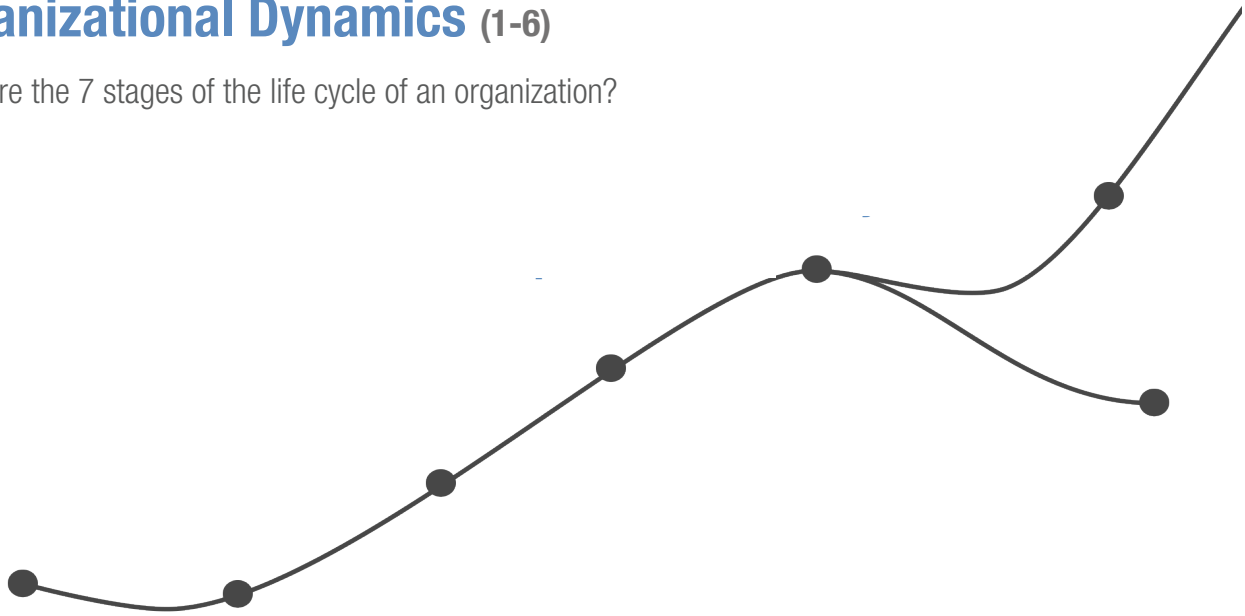 anizational Dynamics (1-6)
re the 7 stages of the life cycle of an organization?